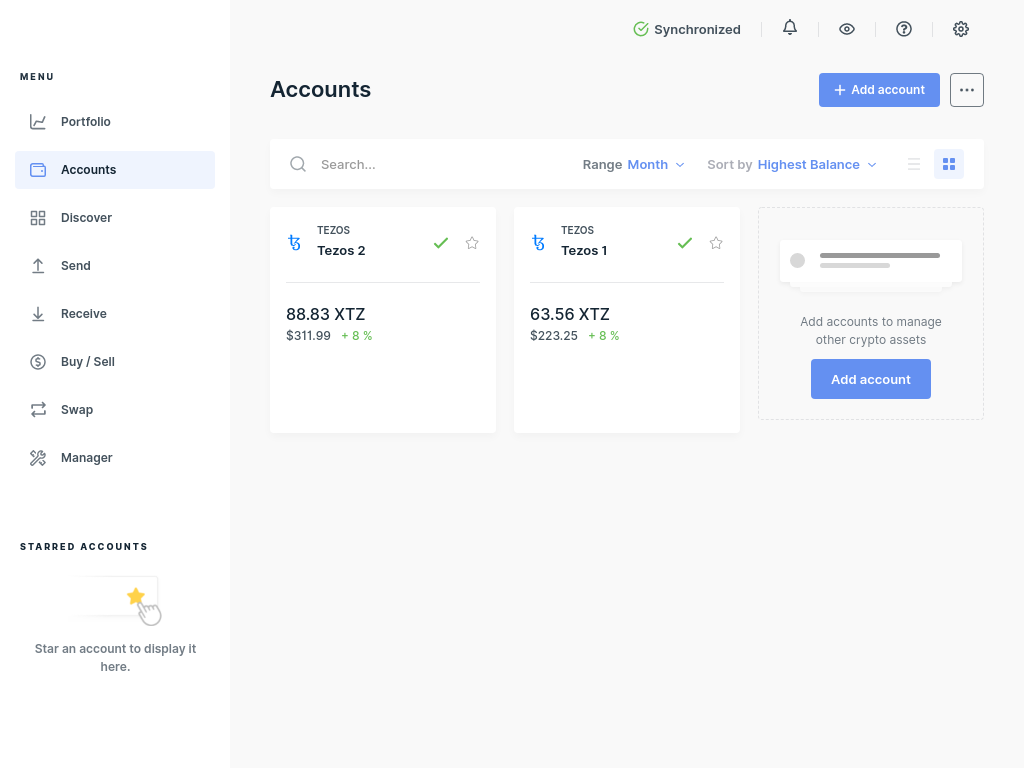 Synchronized
MENU
Portfolio
Accounts
Discover
Send
Receive
Buy / Sell
Swap
Manager
STARRED ACCOUNTS
Star an account to display it
here.
Accounts
Add account
Search...
Range Month
Sort by Highest Balance
TEZOS
Tezos 2
88.83 XTZ
$311.99 + 8 %
TEZOS
Tezos 1
63.56 XTZ
$223.25 + 8 %
Add accounts to manage
other crypto assets
Add account